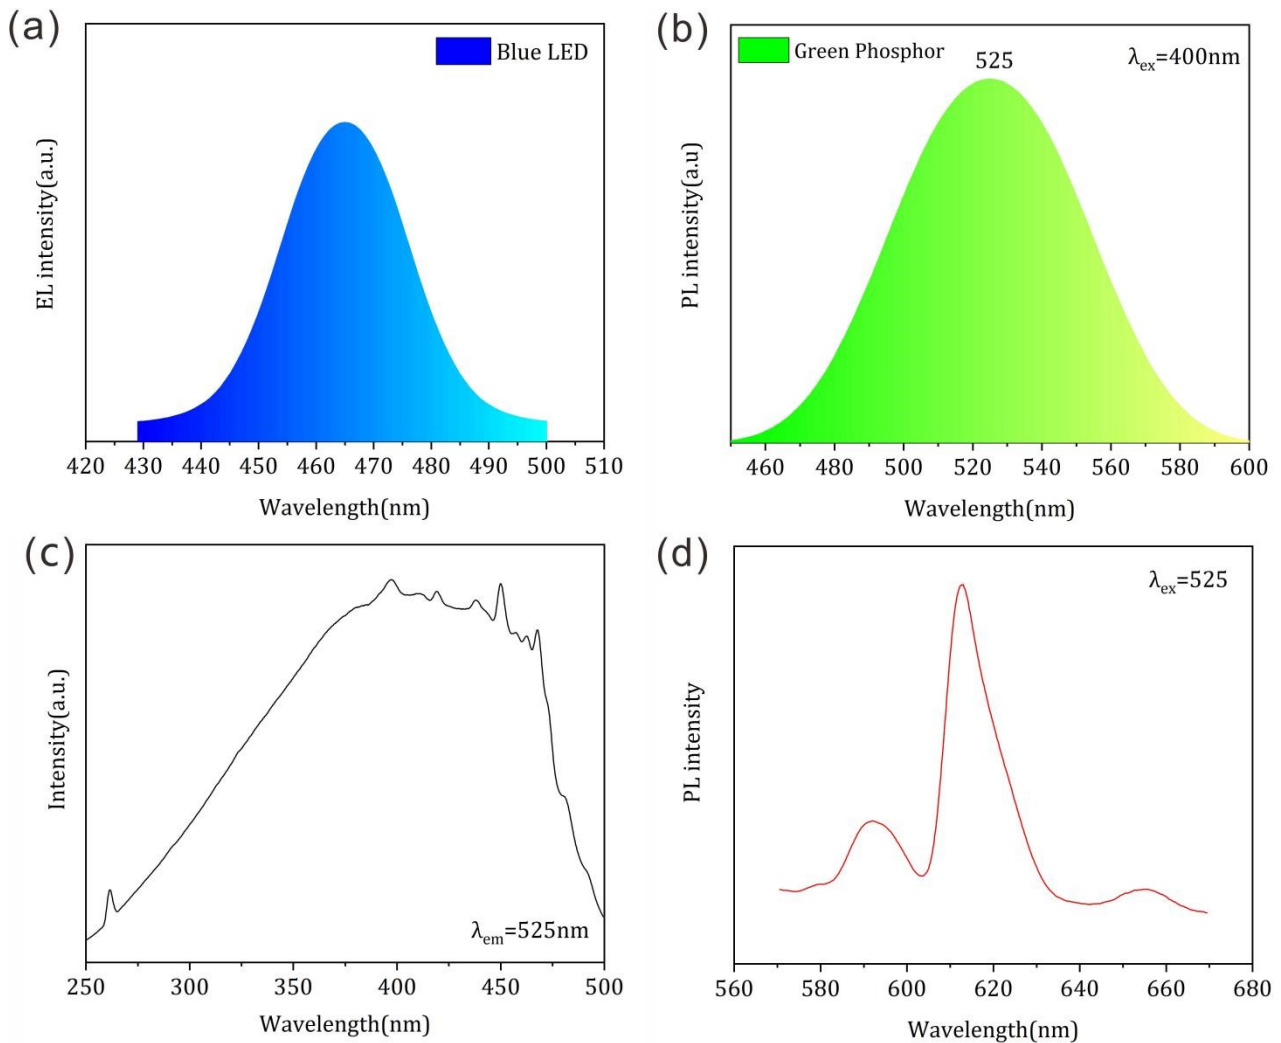 (a)
Blue LED
EL intensity(a.u.)
420 430 440 450 460 470 480 490 500 510
Wavelength(nm)
(b)
Green Phosphor
525
λex=400nm
PL intensity(a.u)
460 480 500 520 540 560 580 600
Wavelength(nm)
(c)
Intensity(a.u.)
λem=525nm
250 300 350 400 450 500
Wavelength(nm)
(d)
λex=525
PL intensity
560 580 600 620 640 660 680
Wavelength(nm)